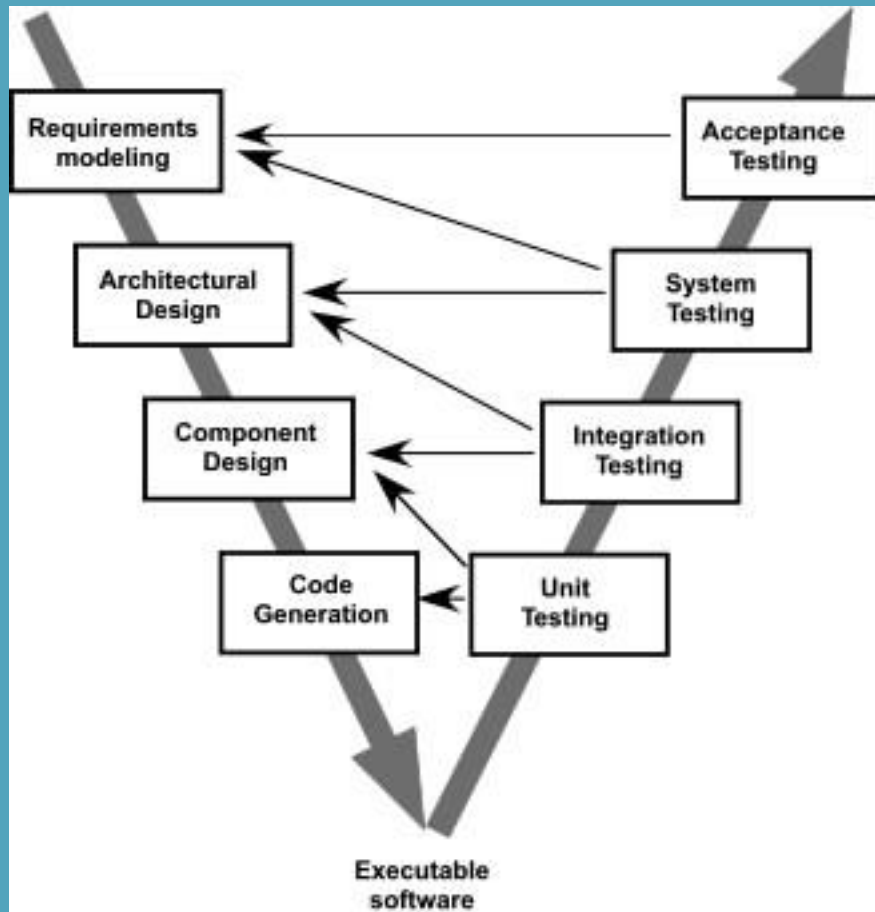 Requirements
modeling
Acceptance
Testing
Architectural
Design
System
Testing
Component
Design
Integration
Testing
Code
Generation
Unit
Testing
Executable
software